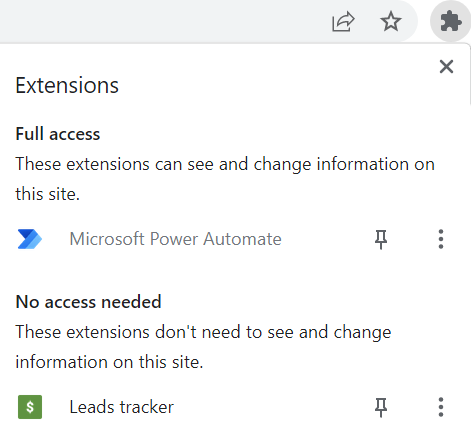 Extensions
Full access
These extensions can see and change information on
this site.
Microsoft Power Automate
No access needed
These extensions don't need to see and change
information on this site.
$
Leads tracker